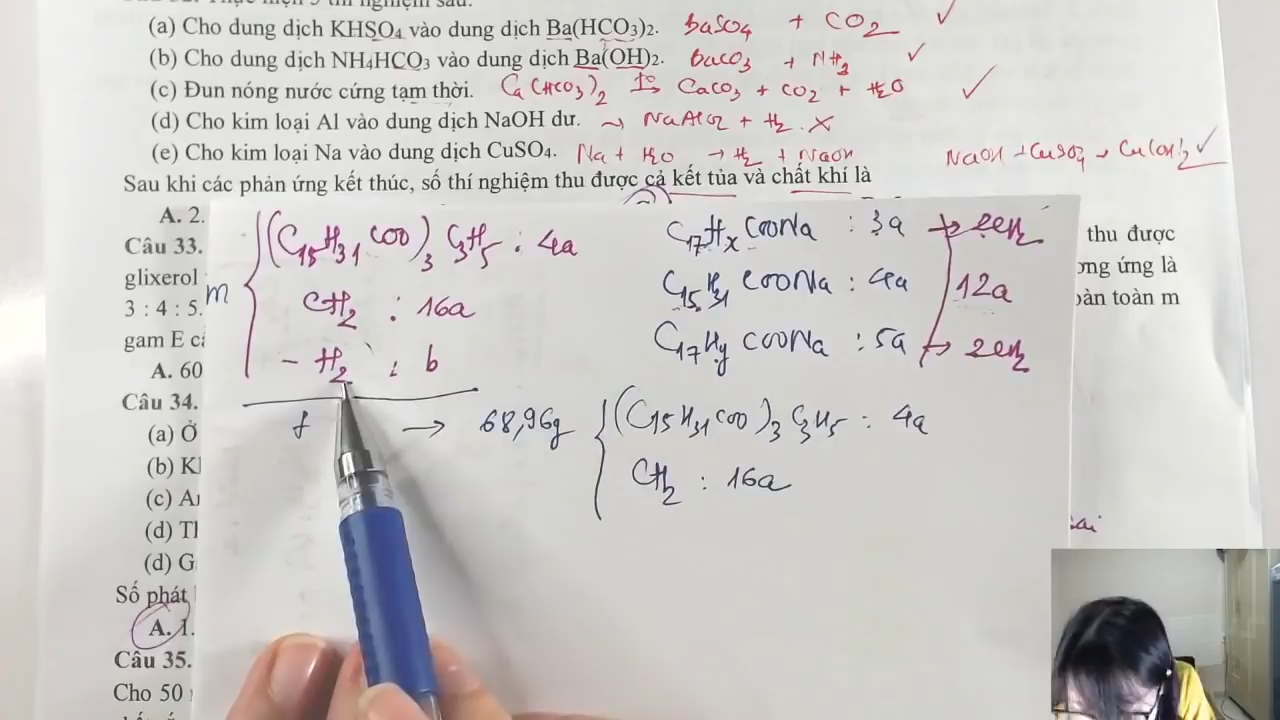 (a) Cho dung dịch KHSO4 vào dung dịch Ba(HCO3)2. BaSO4 + CO2 ✓
(b) Cho dung dịch NH4HCO3 vào dung dịch Ba(OH)2. BaCO3 + NH3 ✓
(c) Đun nóng nước cứng tạm thời. Ca(HCO3)2 t° CaCO3 + CO2 + H2O ✓
(d) Cho kim loại Al vào dung dịch NaOH dư. → NaAlO2 + H2. X
(e) Cho kim loại Na vào dung dịch CuSO4. Na + H2O → H2 + NaOH NaOH + CuSO4 → Cu(OH)2 ✓
Sau khi các phản ứng kết thúc, số thí nghiệm thu được cả kết tủa và chất khí là
A. 2.
Câu 33. thu được
glixerol ơng ứng là
3 : 4 : 5. oàn toàn m
gam E
A. 60
Câu 34.
(a)
(b)
(c)
(d)
(d)
Số phát
A. 1.
Câu 35.
Cho 50
m
(C15H31COO)3C3H5 : 4a
CH2 : 16a
- H2 : b
C17HxCOONa : 3a
C15H31COONa : 4a 12a
C17HyCOONa : 5a
→ 68,96g
(C15H31COO)3C3H5 : 4a
CH2 : 16a
sai